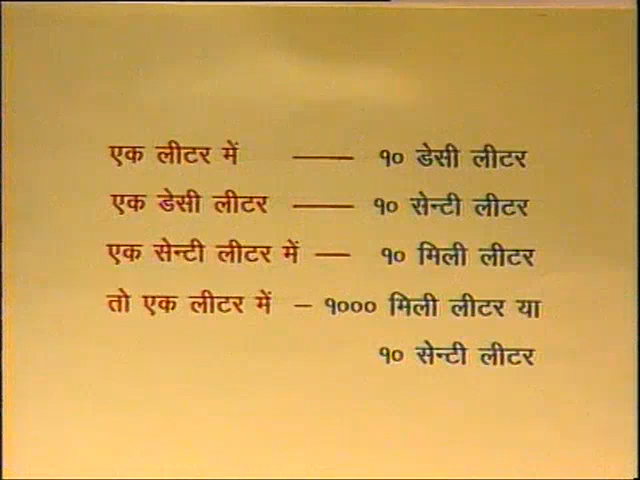 एक लीटर में —— १० डेसी लीटर
एक डेसी लीटर —— १० सेन्टी लीटर
एक सेन्टी लीटर में — १० मिली लीटर
तो एक लीटर में – १००० मिली लीटर या
१० सेन्टी लीटर